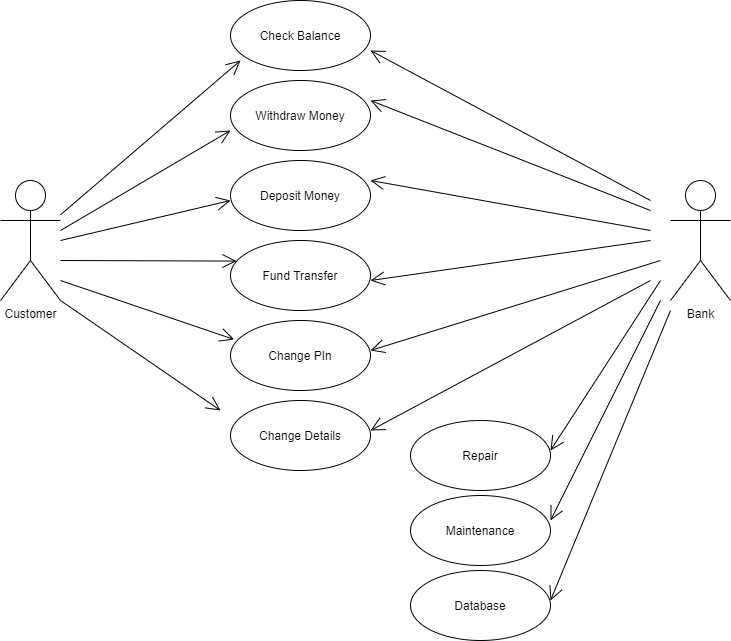 Check Balance
Withdraw Money
Deposit Money
Fund Transfer
Customer
Bank
Change PIn
Change Details
Repair
Maintenance
Database